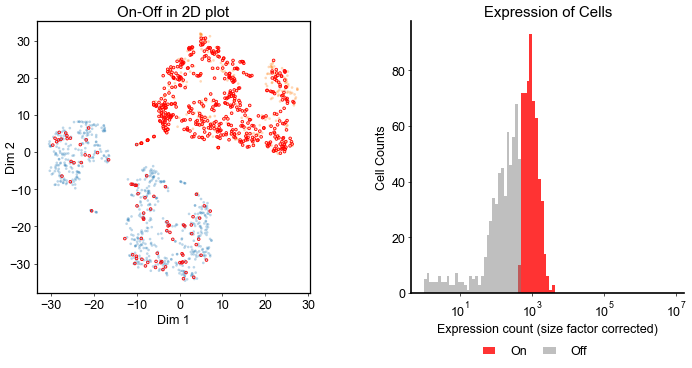 On-Off in 2D plot
30
20
10
0
−10
−20
−30
Dim 2
−30 −20 −10 0 10 20 30
Dim 1
Expression of Cells
80
60
40
20
0
Cell Counts
10^1 10^3 10^5 10^7
Expression count (size factor corrected)
On Off